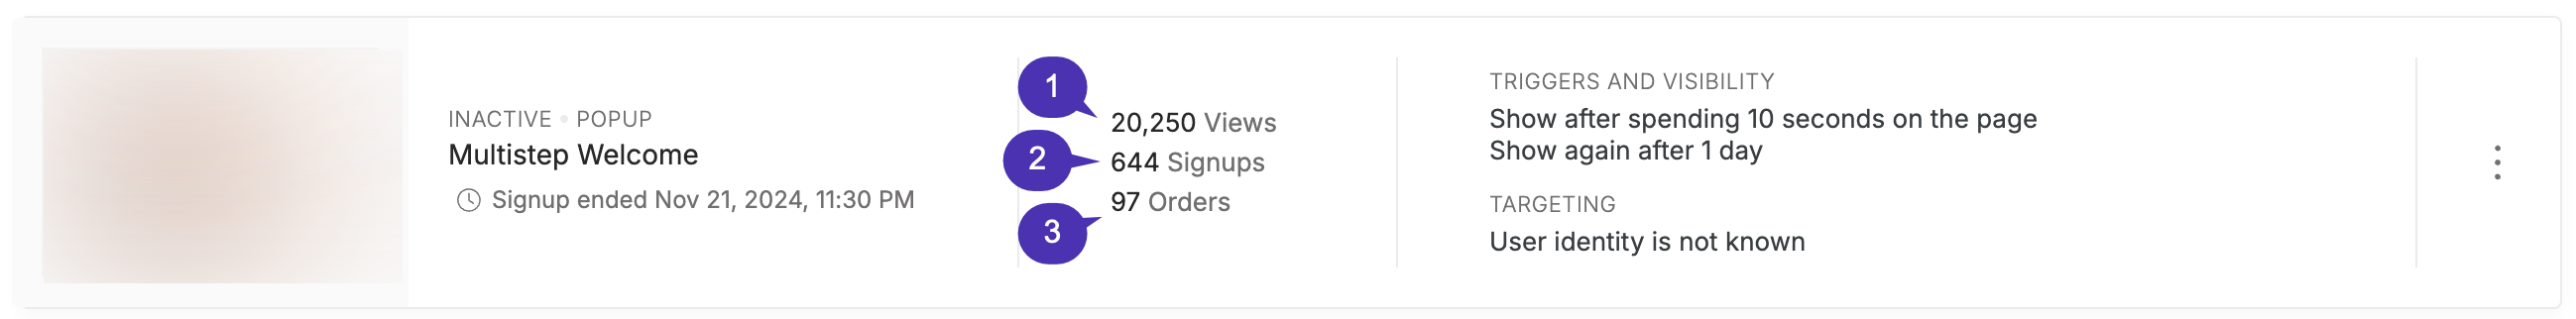 INACTIVE • POPUP
Multistep Welcome
Signup ended Nov 21, 2024, 11:30 PM
1
20,250 Views
2
644 Signups
97 Orders
3
TRIGGERS AND VISIBILITY
Show after spending 10 seconds on the page
Show again after 1 day
TARGETING
User identity is not known